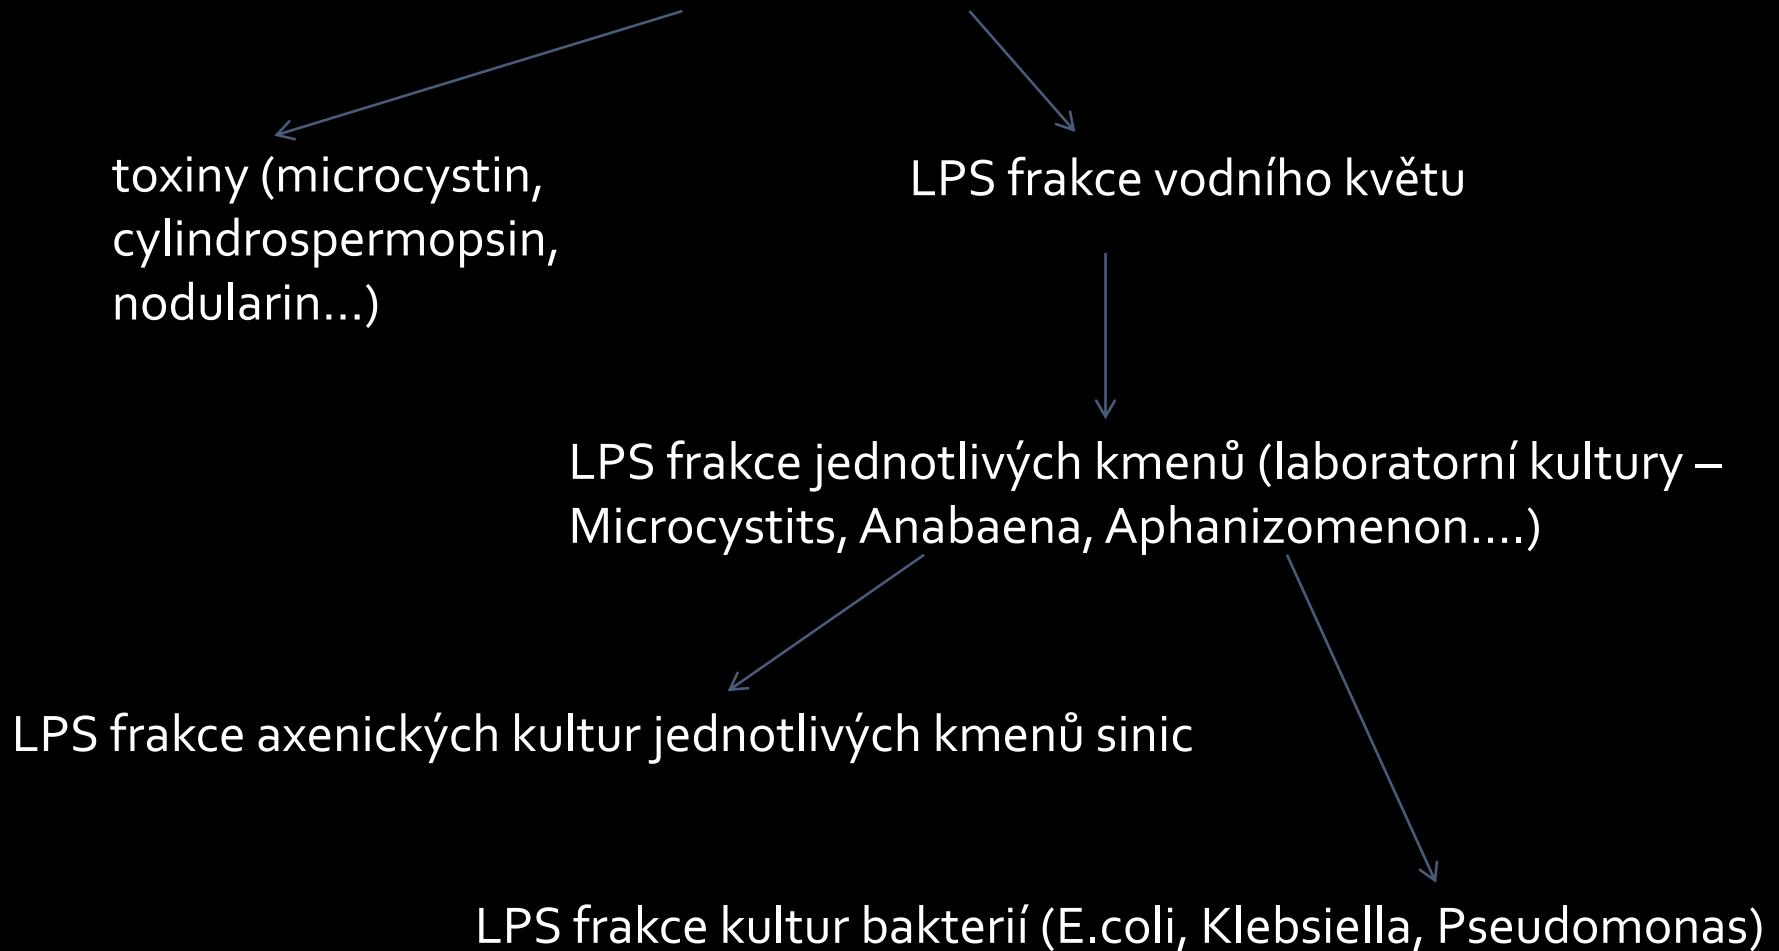 toxiny (microcystin,
cylindrospermopsin,
nodularin...)
LPS frakce vodního květu
LPS frakce jednotlivých kmenů (laboratorní kultury –
Microcystits, Anabaena, Aphanizomenon....)
LPS frakce axenických kultur jednotlivých kmenů sinic
LPS frakce kultur bakterií (E.coli, Klebsiella, Pseudomonas)